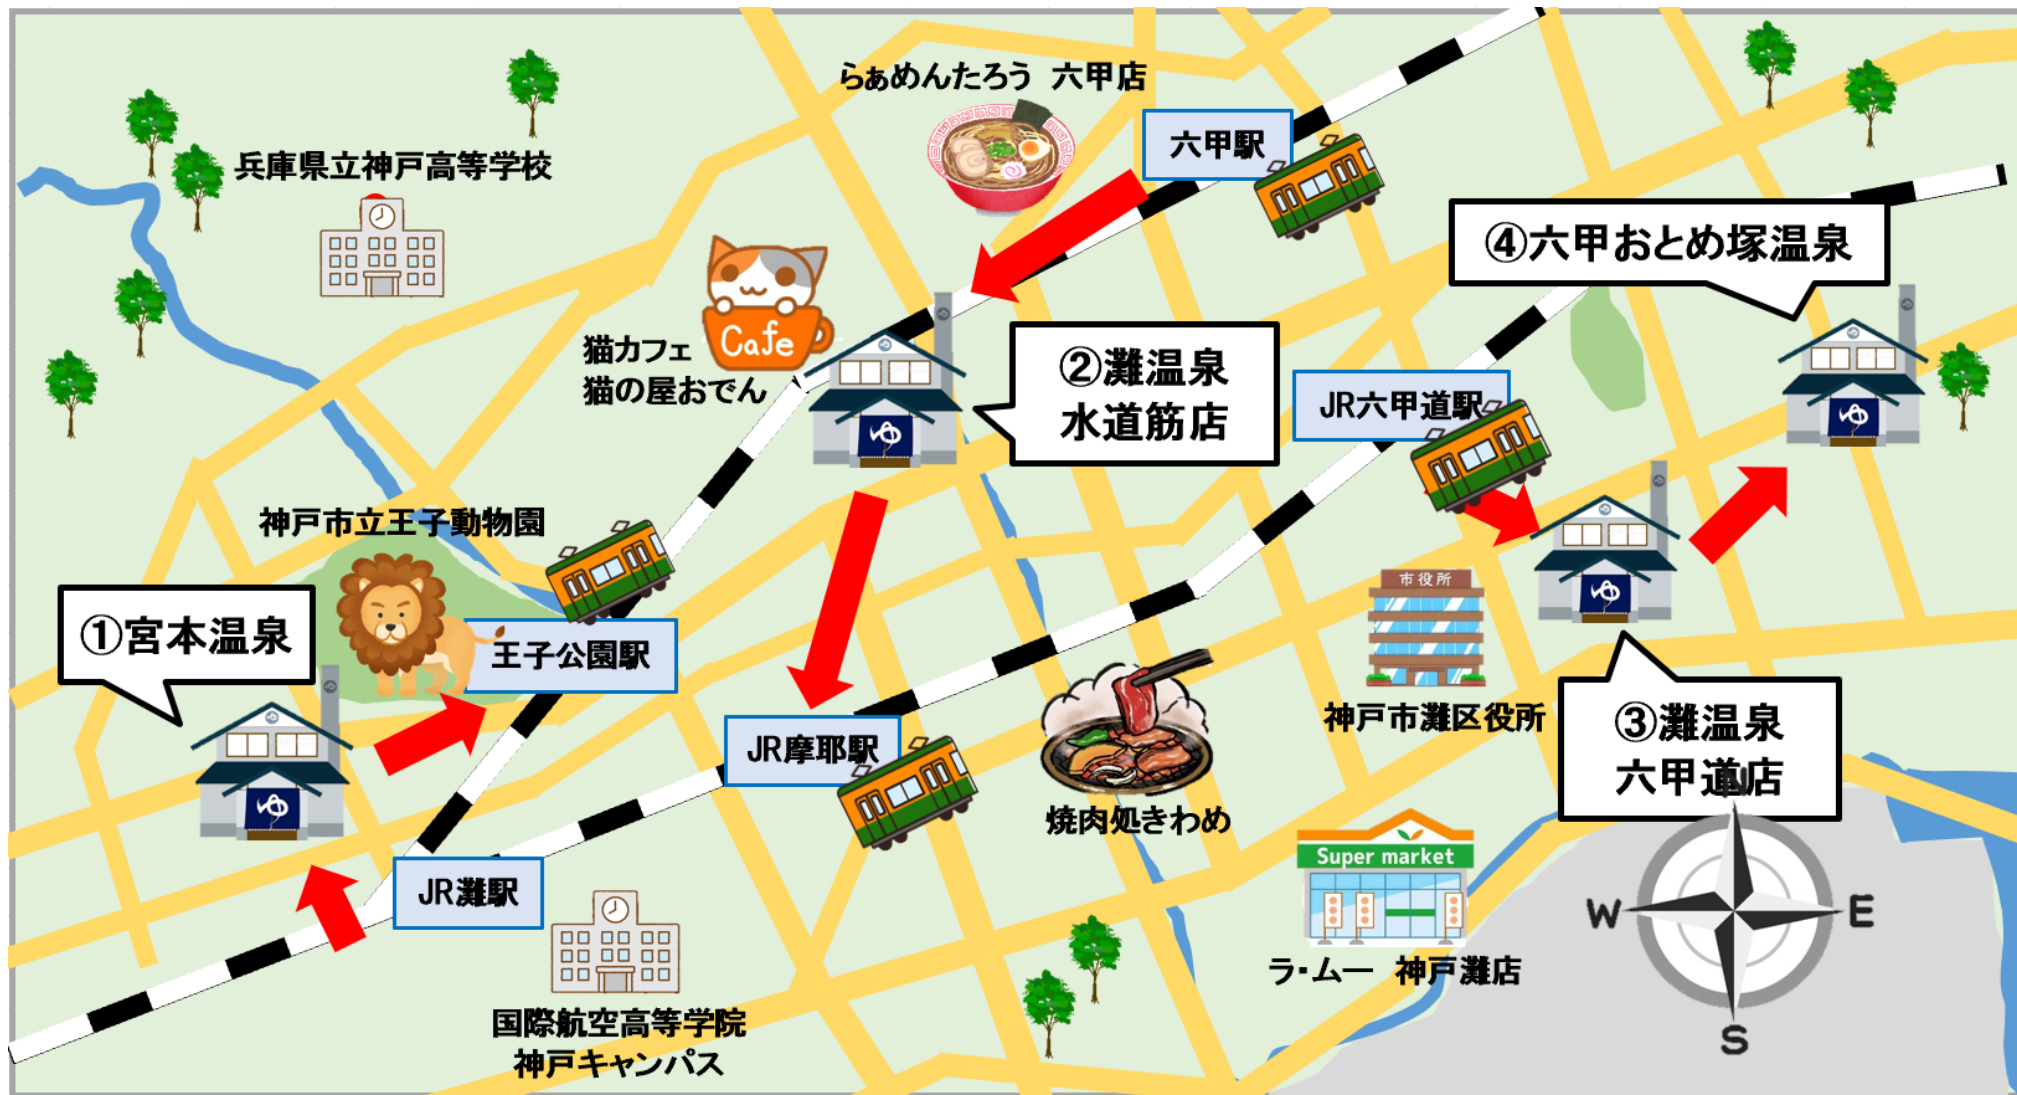 らぁめんたろう 六甲店
六甲駅
兵庫県立神戸高等学校
④六甲おとめ塚温泉
Cafe
猫カフェ
猫の屋おでん
②灘温泉
水道筋店
JR六甲道駅
ゆ
ゆ
神戸市立王子動物園
市役所
ゆ
①宮本温泉
王子公園駅
神戸市灘区役所
③灘温泉
六甲道店
JR摩耶駅
ゆ
焼肉処きわめ
N
Super market
JR灘駅
W
E
ラ・ムー 神戸灘店
国際航空高等学院
神戸キャンパス
S